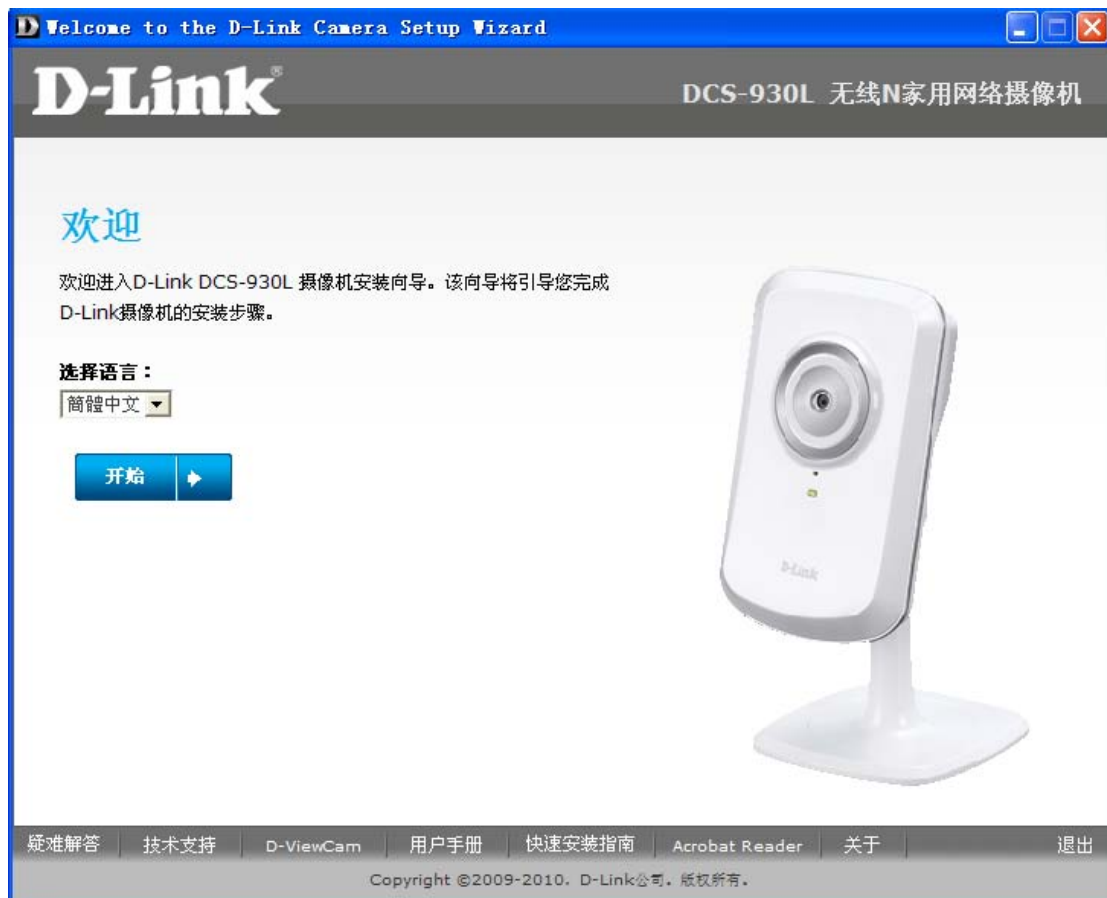 Welcome to the D-Link Camera Setup Wizard
D-Link®
DCS-930L 无线N家用网络摄像机
欢迎
欢迎进入D-Link DCS-930L 摄像机安装向导。该向导将引导您完成
D-Link摄像机的安装步骤。
选择语言：
簡體中文
开始
D-Link
疑难解答 技术支持 D-ViewCam 用户手册 快速安装指南 Acrobat Reader 关于 退出
Copyright ©2009-2010. D-Link公司. 版权所有.